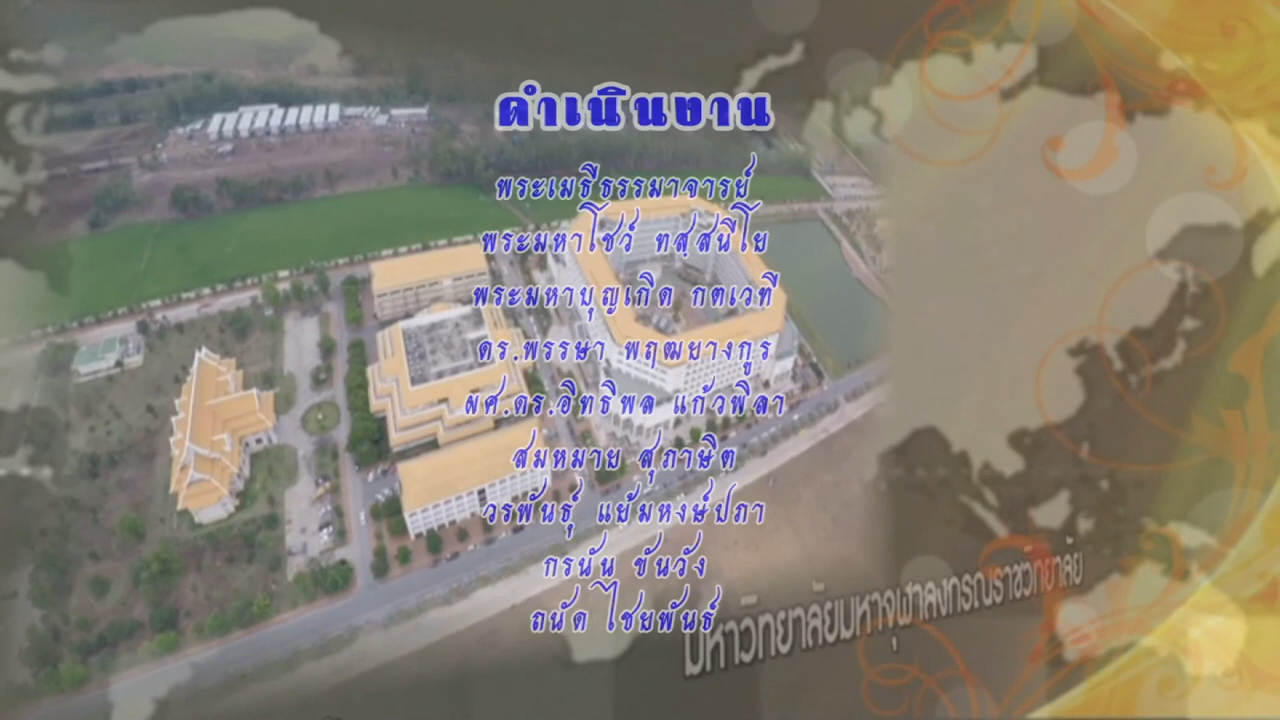 ดำเนินงาน
พระเมธีธรรมาจารย์
พระมหาโชว์ ทสฺสนีโย
พระมหาบุญเกิด กตเวที
ดร.พรรษา พฤฒยางกูร
ผศ.ดร.อิทธิพล แก้วพิลา
สมหมาย สุภาษิต
วรพันธุ์ แย้มหงษ์ปภา
กรนัน ขันวัง
ถนัด ไชยพันธ์
มหาวิทยาลัยมหาจุฬาลงกรณราชวิทยาลัย